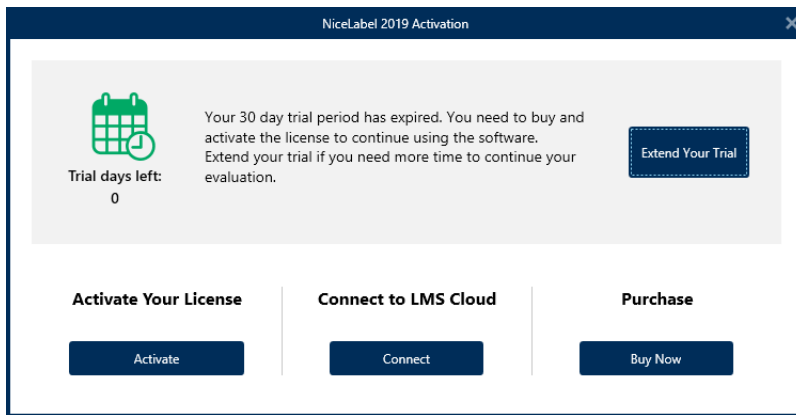 NiceLabel 2019 Activation
Your 30 day trial period has expired. You need to buy and
activate the license to continue using the software.
Extend your trial if you need more time to continue your
evaluation.
Trial days left:
0
Extend Your Trial
Activate Your License
Connect to LMS Cloud
Purchase
Activate
Connect
Buy Now